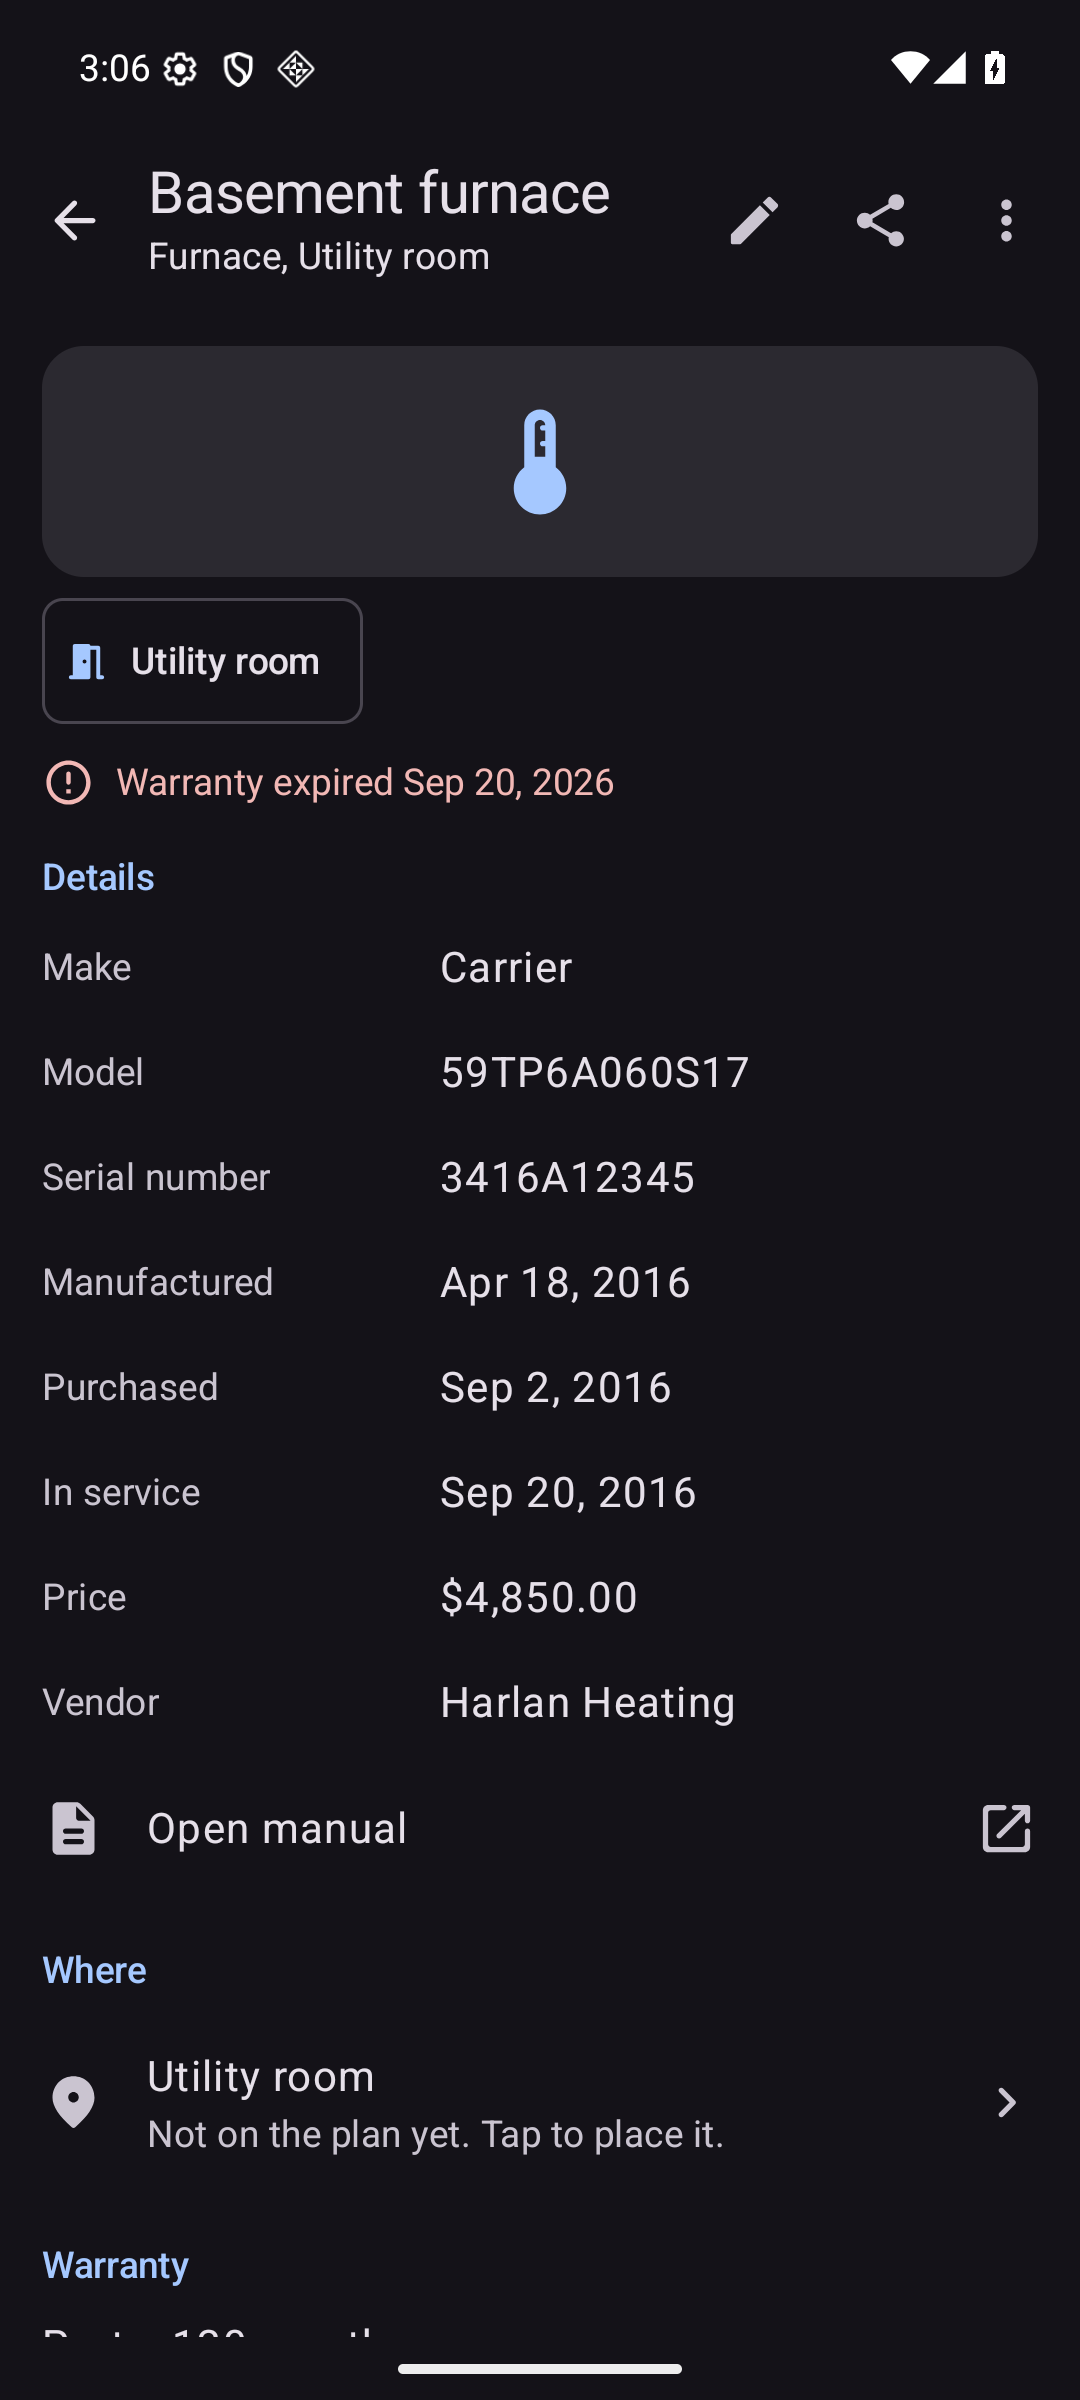 3:06
Basement furnace
Furnace, Utility room
Utility room
Warranty expired Sep 20, 2026
Details
Make Carrier
Model 59TP6A060S17
Serial number 3416A12345
Manufactured Apr 18, 2016
Purchased Sep 2, 2016
In service Sep 20, 2016
Price $4,850.00
Vendor Harlan Heating
Open manual
Where
Utility room
Not on the plan yet. Tap to place it.
Warranty